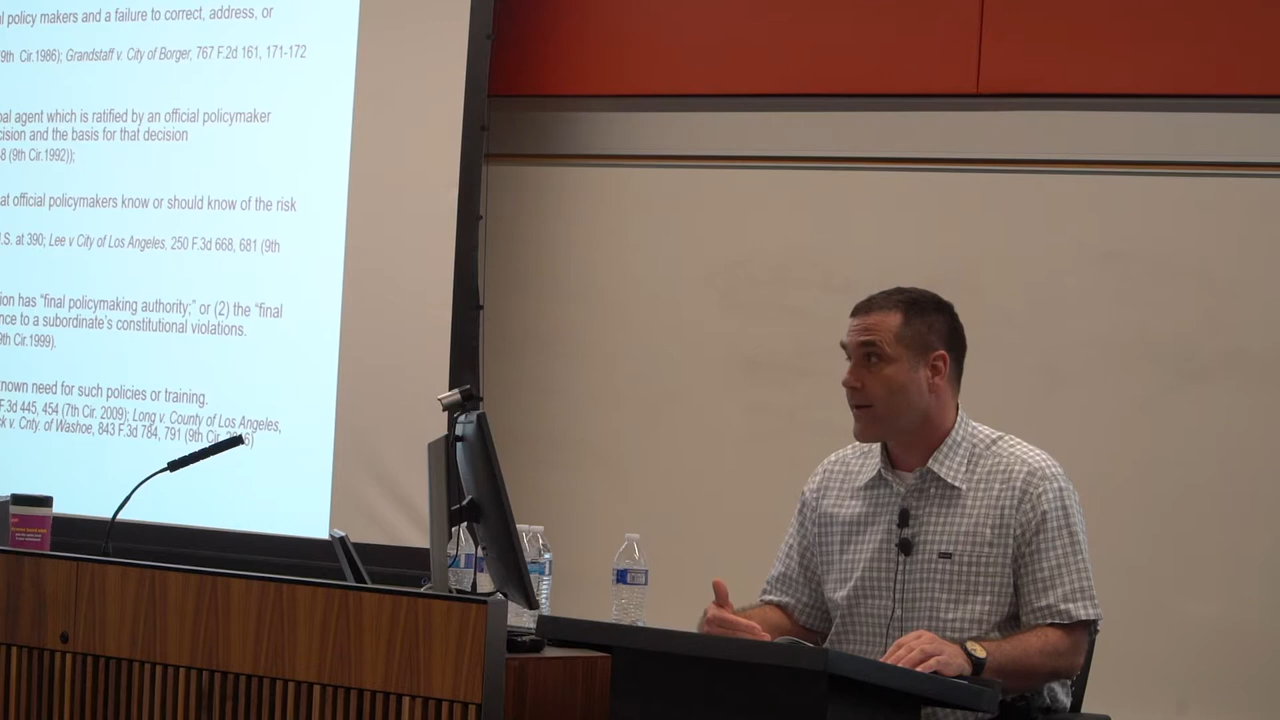 policy makers and a failure to correct, address, or
9th Cir.1986); Grandstaff v. City of Borger, 767 F.2d 161, 171-172
agent which is ratified by an official policymaker
and the basis for that decision
8 (9th Cir.1992));
at official policymakers know or should know of the risk
.S. at 390; Lee v City of Los Angeles, 250 F.3d 668, 681 (9th
ion has “final policymaking authority;” or (2) the “final
nce to a subordinate’s constitutional violations.
9th Cir.1999).
nown need for such policies or training.
F.3d 445, 454 (7th Cir. 2009); Long v. County of Los Angeles,
k v. Cnty. of Washoe, 843 F.3d 784, 791 (9th Cir.